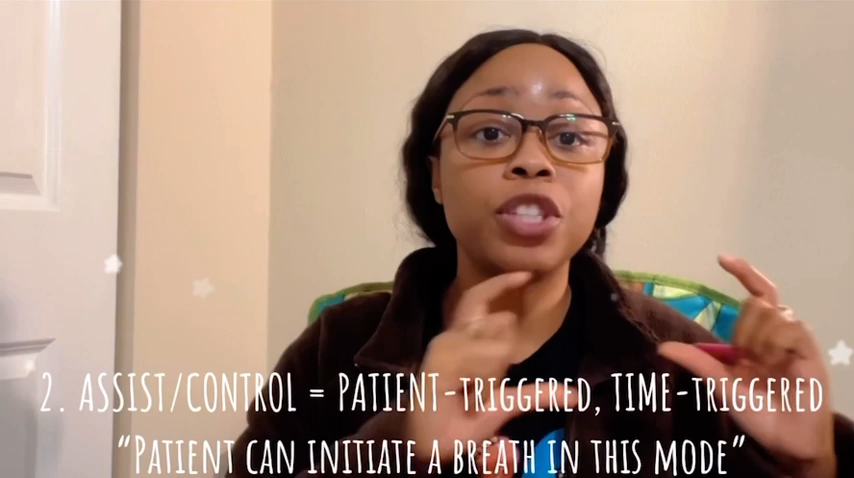 2. ASSIST/CONTROL = PATIENT-TRIGGERED, TIME-TRIGGERED
“PATIENT CAN INITIATE A BREATH IN THIS MODE”